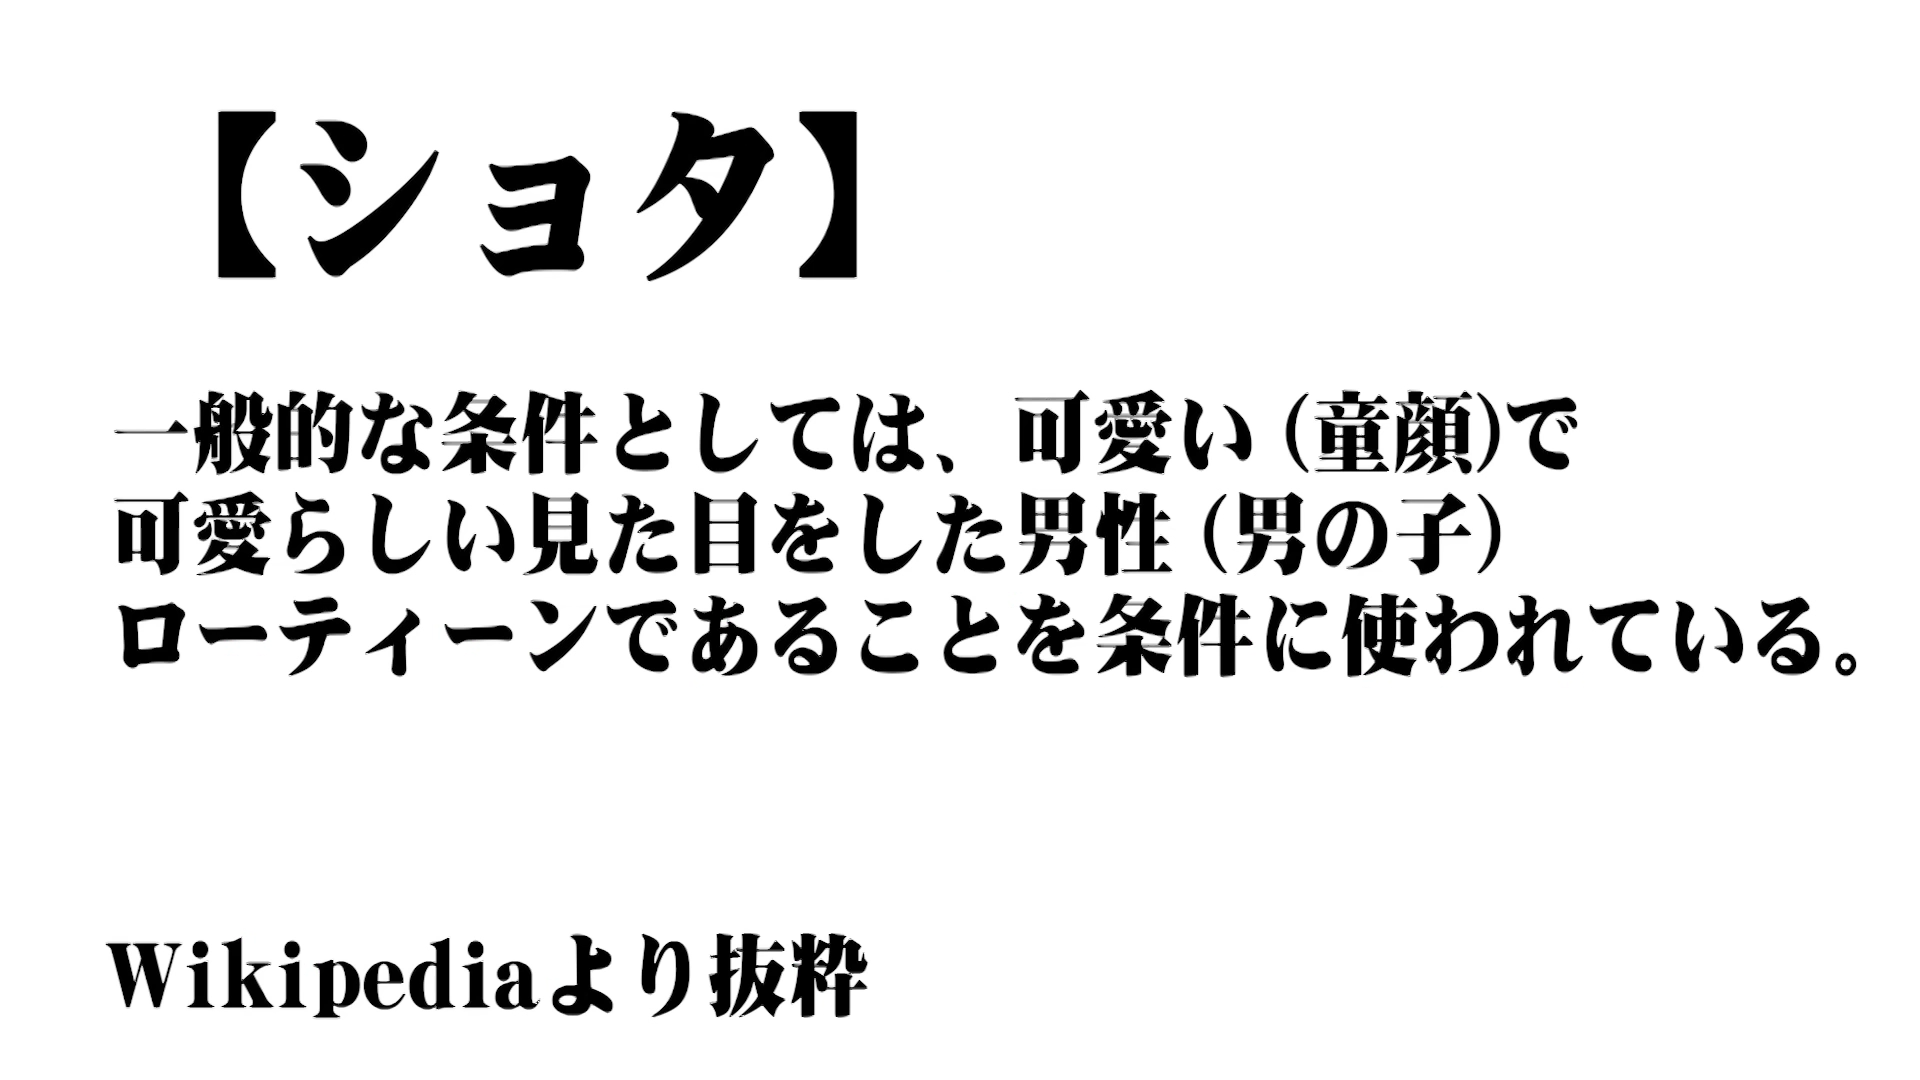 【ショタ】
一般的な条件としては、可愛い(童顔)で
可愛らしい見た目をした男性(男の子)
ローティーンであることを条件に使われている。
Wikipediaより抜粋